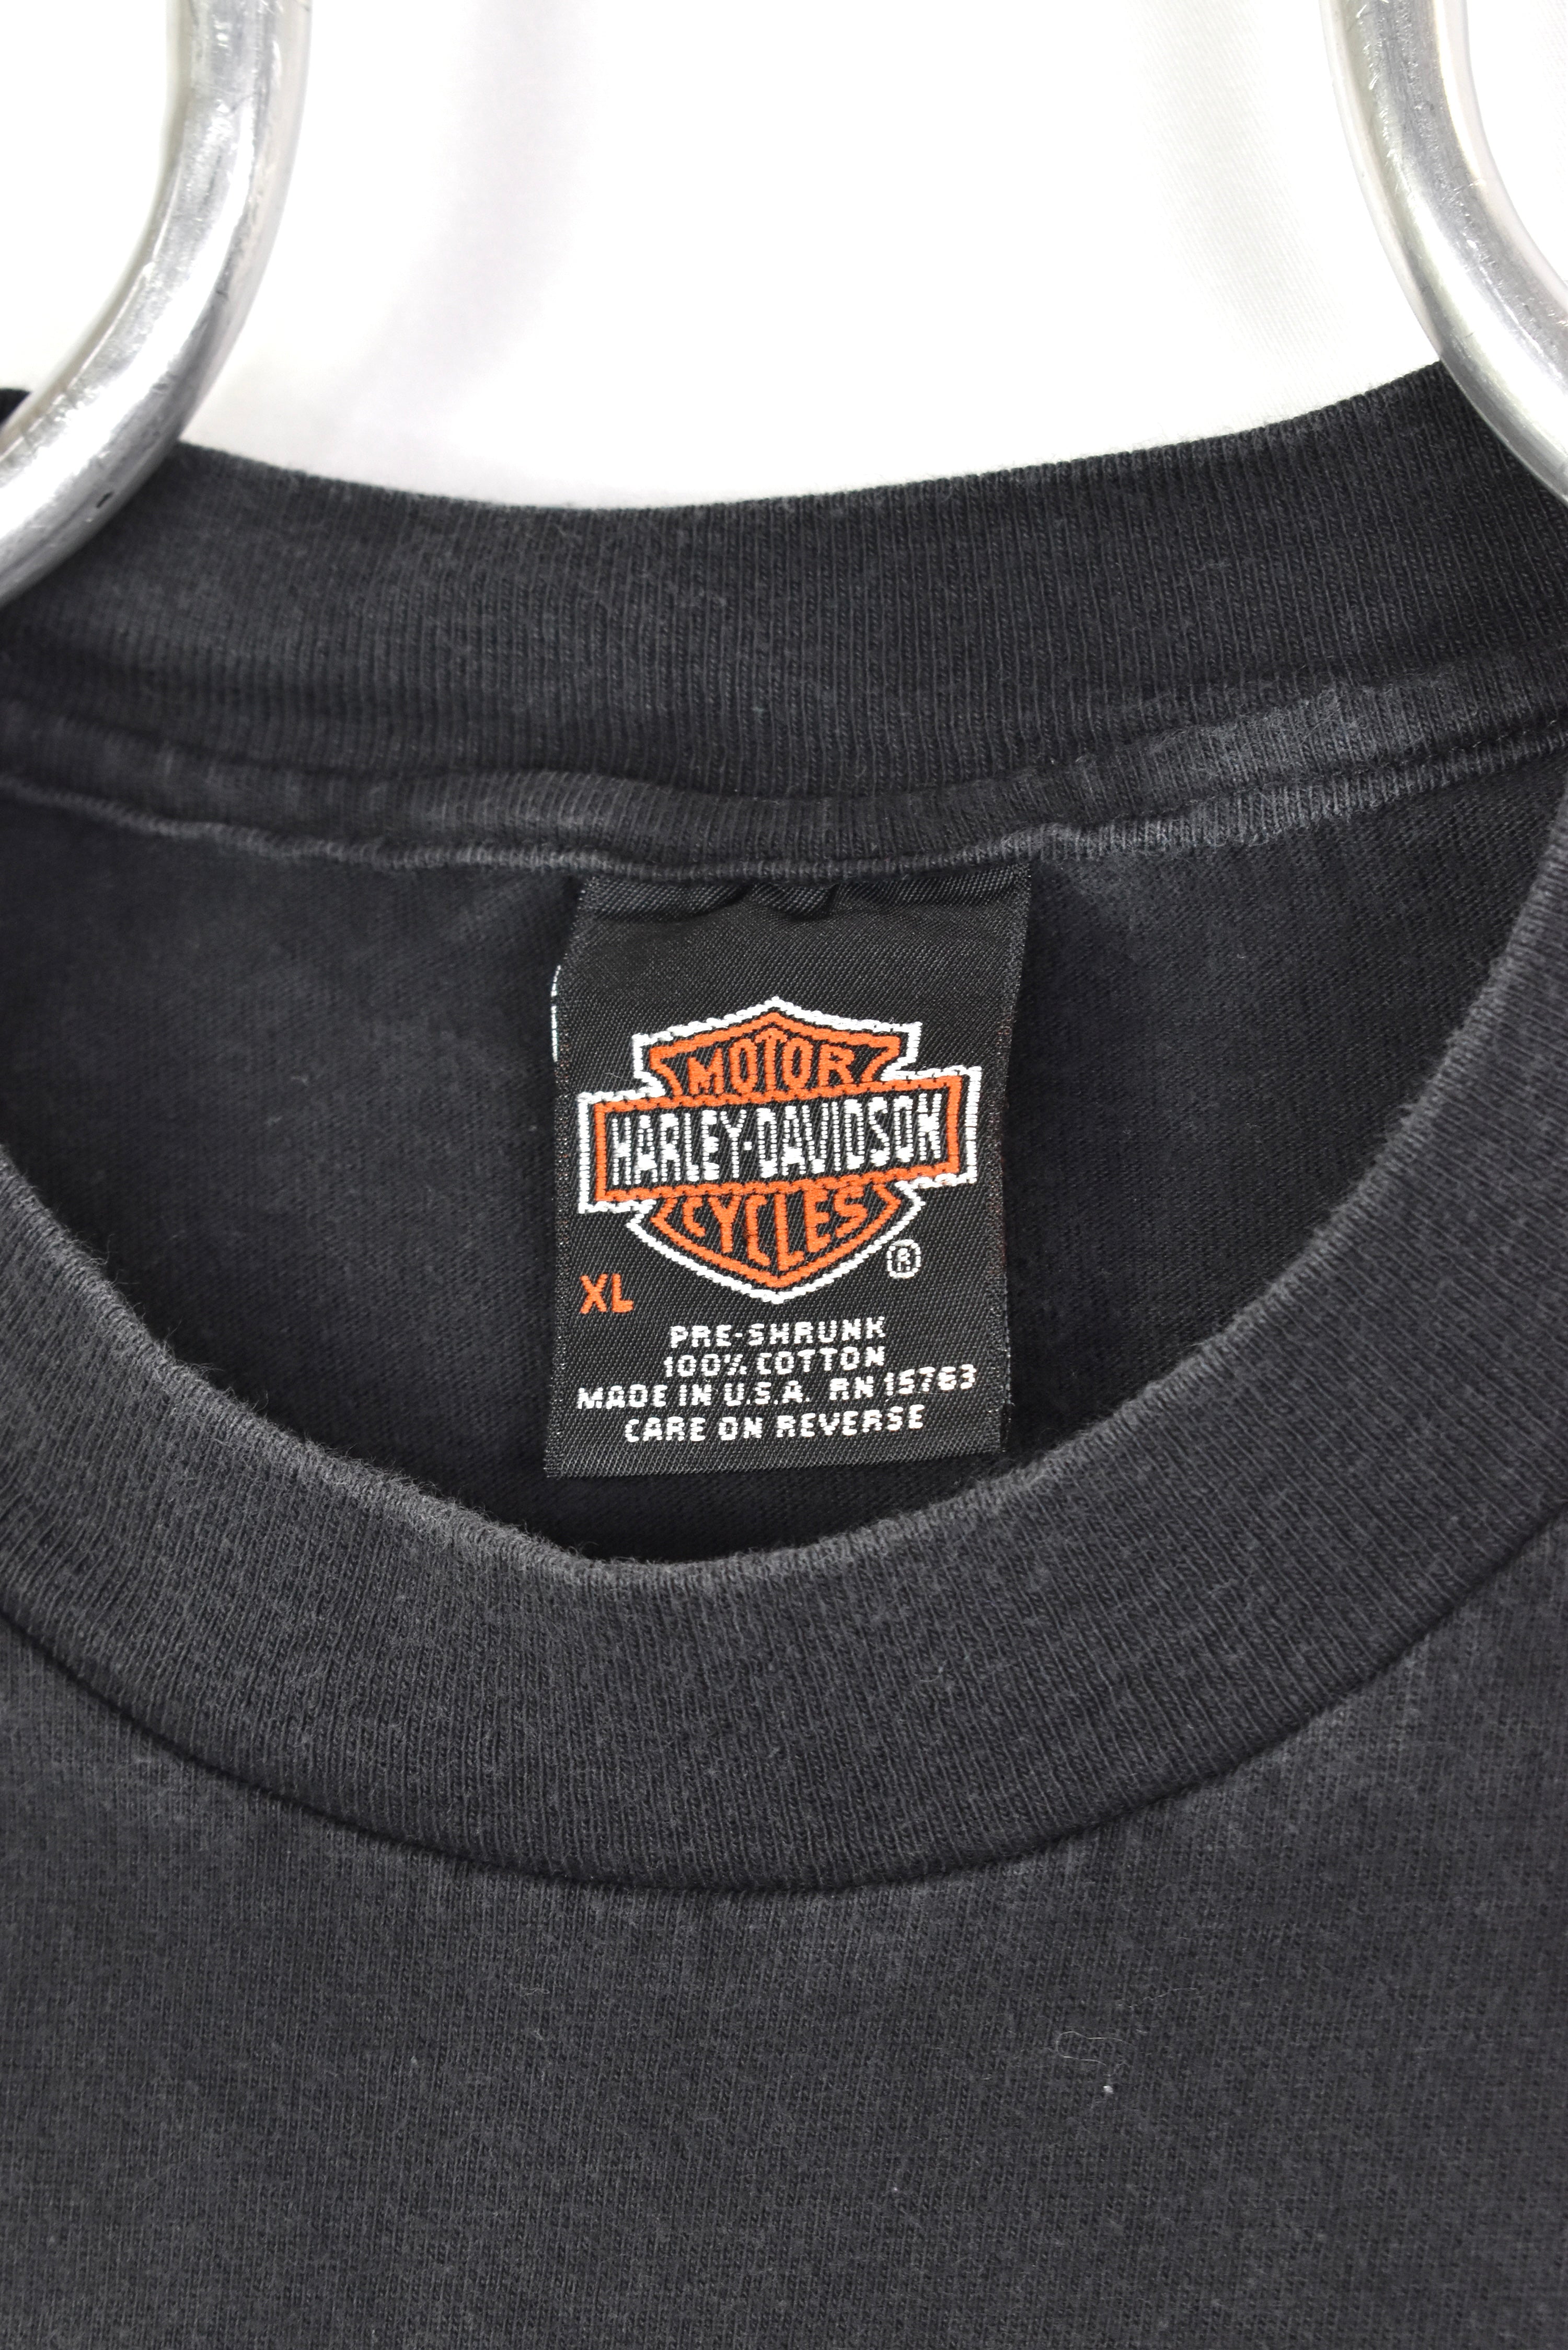 MOTOR
HARLEY-DAVIDSON
CYCLES
®
XL
PRE-SHRUNK
100% COTTON
MADE IN U.S.A. RN 15763
CARE ON REVERSE